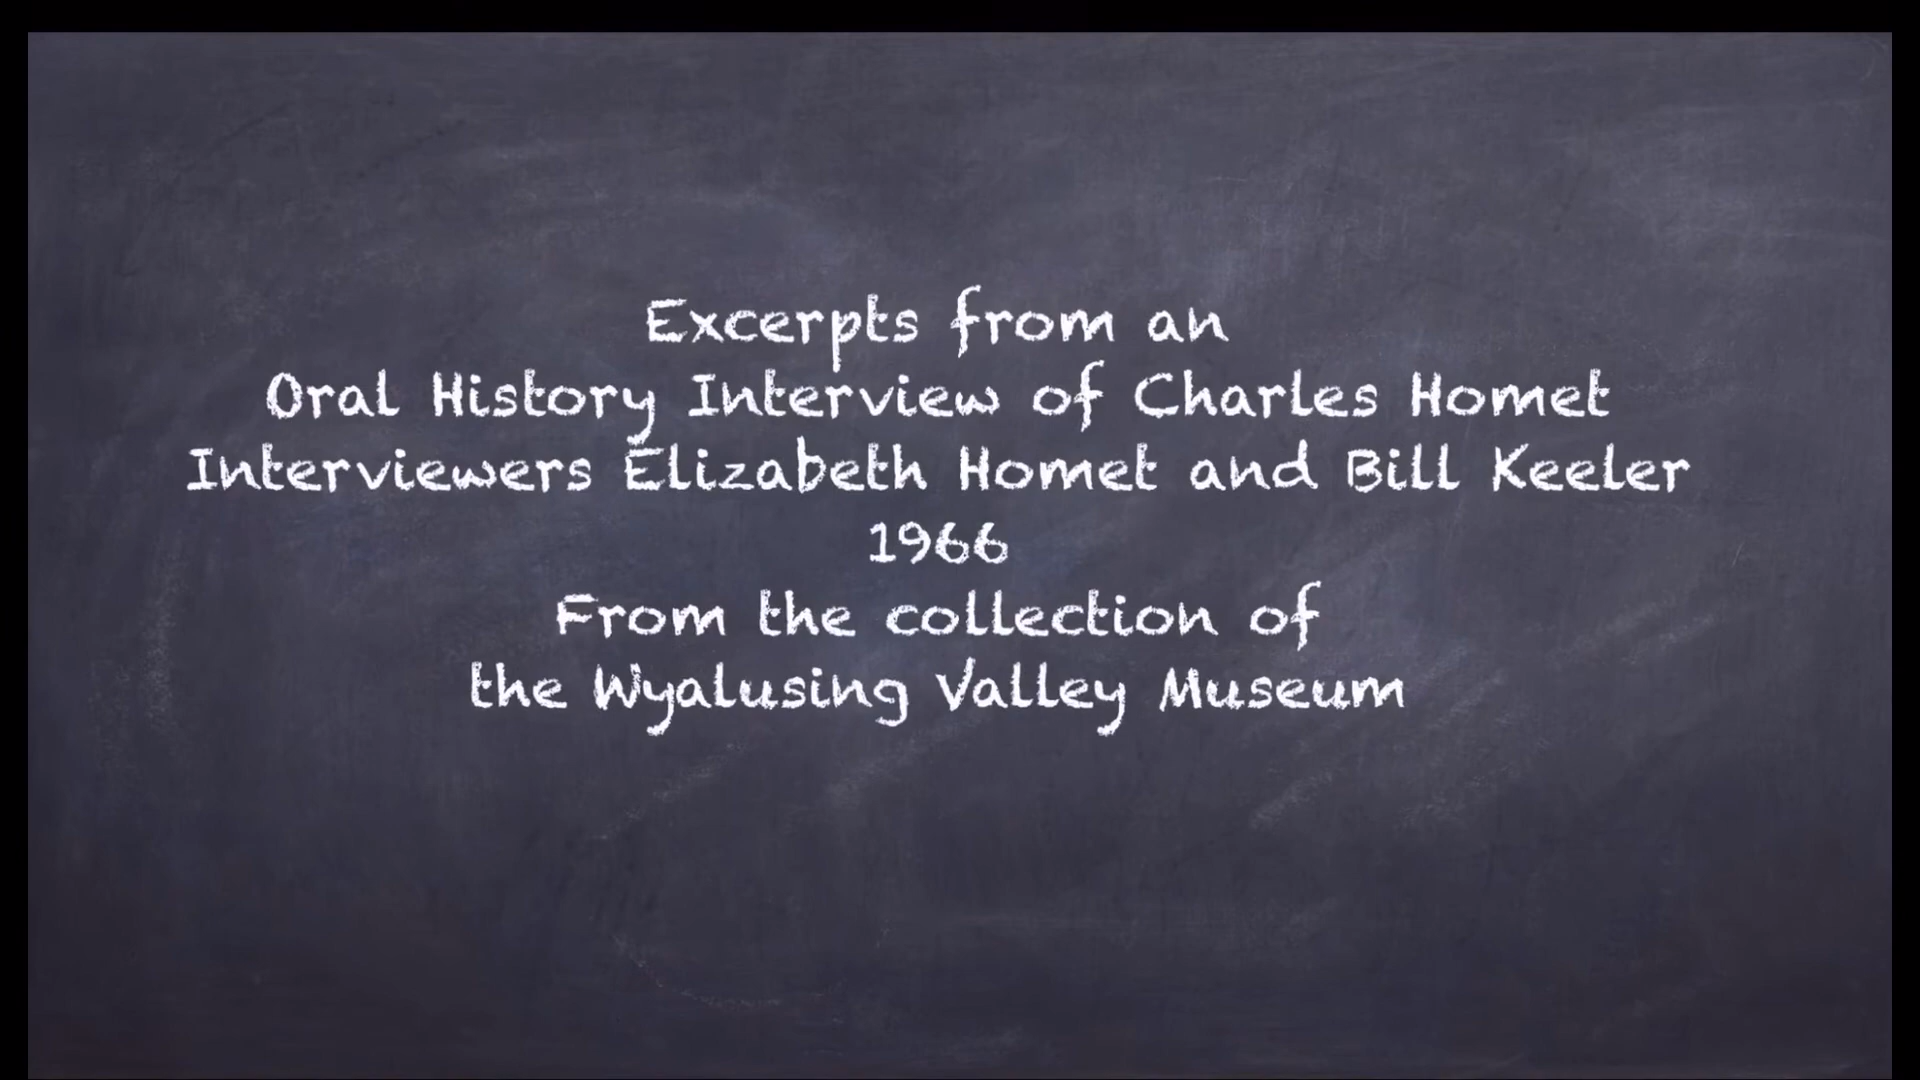 Excerpts from an
Oral History Interview of Charles Homet
Interviewers Elizabeth Homet and Bill Keeler
1966
From the collection of
the Wyalusing Valley Museum